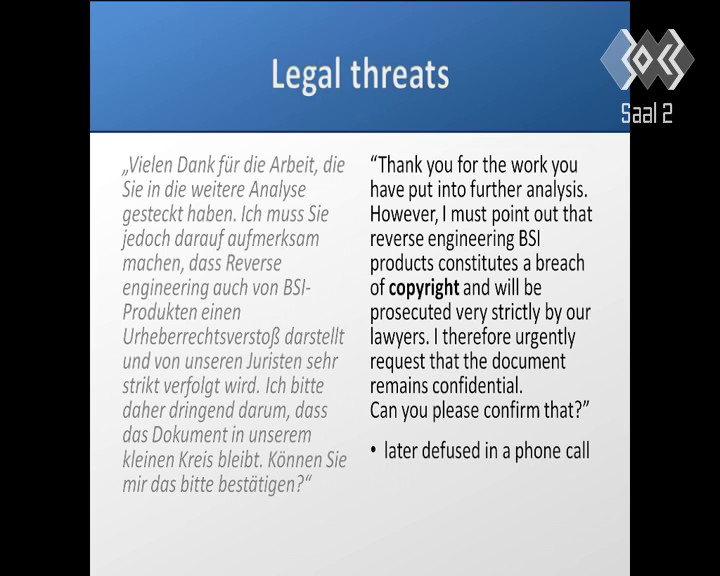 Legal threats
Saal 2
„Vielen Dank für die Arbeit, die
Sie in die weitere Analyse
gesteckt haben. Ich muss Sie
jedoch darauf aufmerksam
machen, dass Reverse
engineering auch von BSI-
Produkten einen
Urheberrechtsverstoß darstellt
und von unseren Juristen sehr
strikt verfolgt wird. Ich bitte
daher dringend darum, dass
das Dokument in unserem
kleinen Kreis bleibt. Können Sie
mir das bitte bestätigen?“
“Thank you for the work you
have put into further analysis.
However, I must point out that
reverse engineering BSI
products constitutes a breach
of copyright and will be
prosecuted very strictly by our
lawyers. I therefore urgently
request that the document
remains confidential.
Can you please confirm that?”
• later defused in a phone call